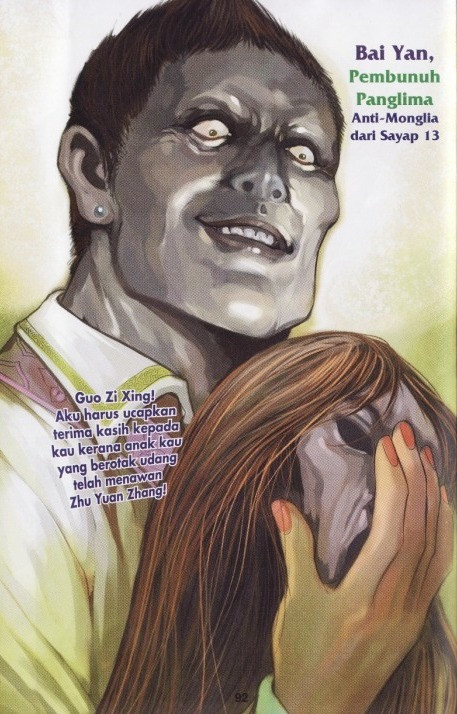 Bai Yan,
Pembunuh
Panglima
Anti-Monglia
dari Sayap 13
Guo Zi Xing!
Aku harus ucapkan
terima kasih kepada
kau kerana anak kau
yang berotak udang
telah menawan
Zhu Yuan Zhang!
92